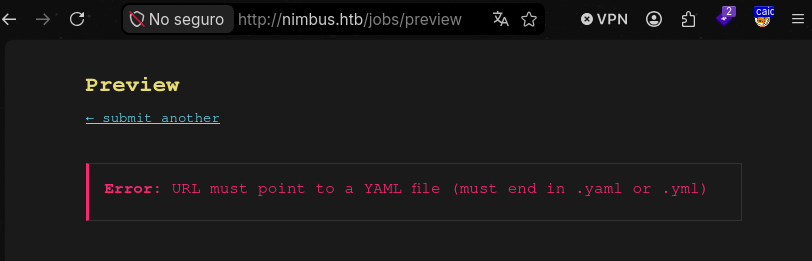 No seguro
http://nimbus.htb/jobs/preview
VPN
2
caic
Preview
← submit another
Error: URL must point to a YAML file (must end in .yaml or .yml)